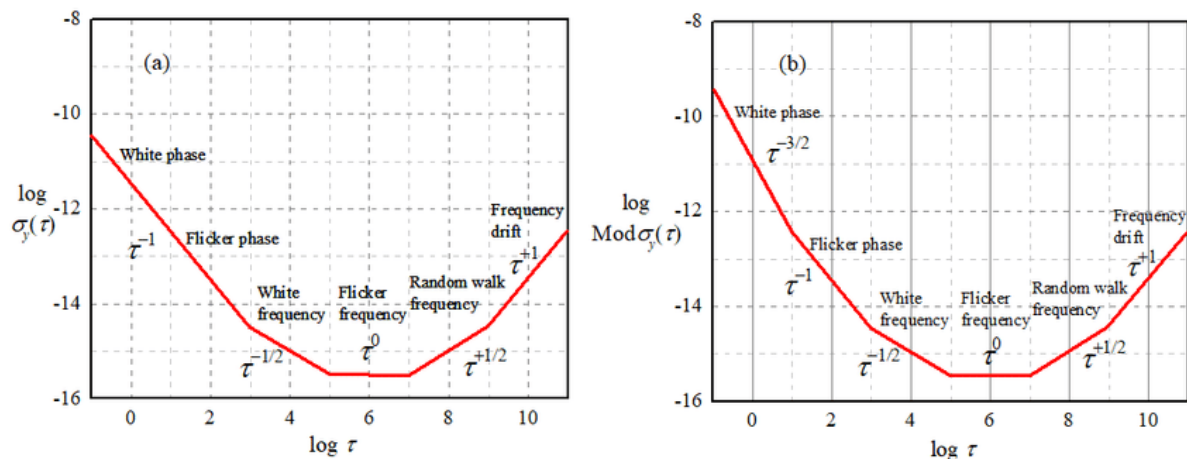 (a)
-8
-10
-12
-14
-16
log
σy(τ)
White phase
τ−1
Flicker phase
White
frequency
τ−1/2
Flicker
frequency
τ0
Random walk
frequency
τ+1/2
Frequency
drift
τ+1
0 2 4 6 8 10
log τ
(b)
-8
-10
-12
-14
-16
log
Mod σy(τ)
White phase
τ−3/2
Flicker phase
τ−1
White
frequency
τ−1/2
Flicker
frequency
τ0
Random walk
frequency
τ+1/2
Frequency
drift
τ+1
0 2 4 6 8 10
log τ